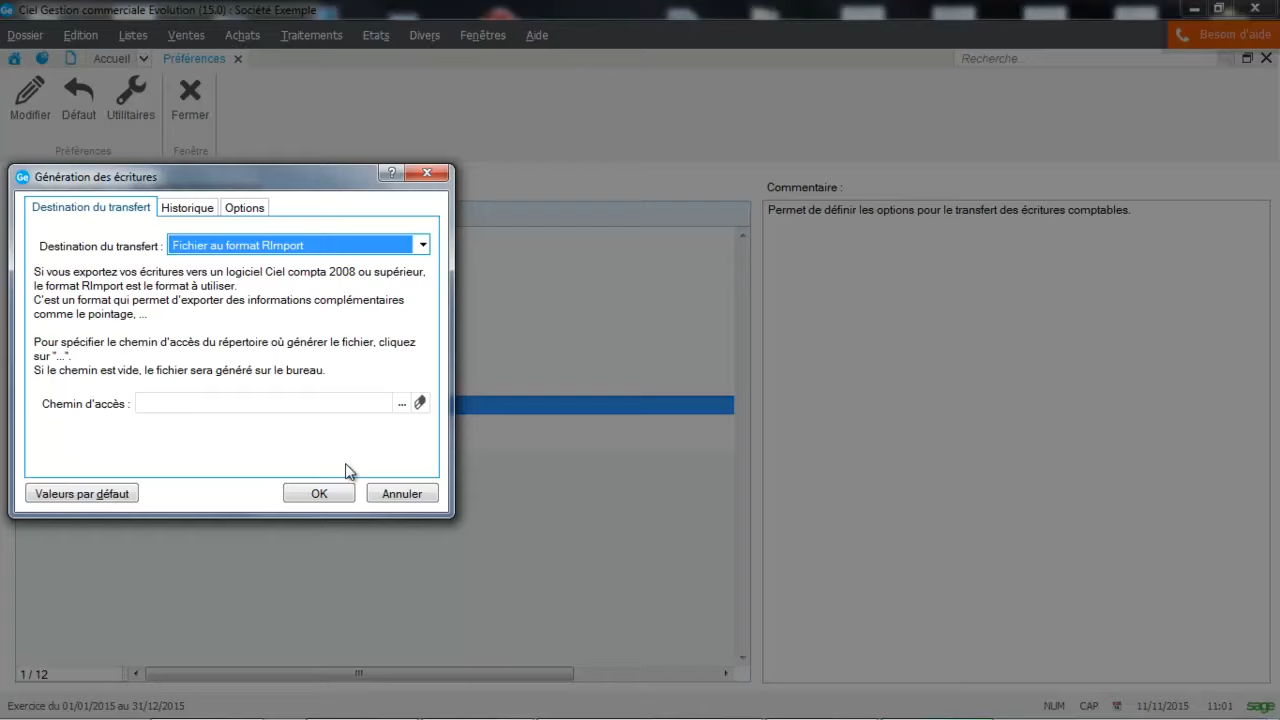 Ge Ciel Gestion commerciale Evolution (15.0) : Société Exemple
Dossier Edition Listes Ventes Achats Traitements Etats Divers Fenêtres Aide
Besoin d'aide
Accueil Préférences
Recherche...
Modifier Défaut Utilitaires Fermer
Préférences Fenêtre
Ge Génération des écritures
?
Destination du transfert Historique Options
Destination du transfert : Fichier au format RImport
Si vous exportez vos écritures vers un logiciel Ciel compta 2008 ou supérieur,
le format RImport est le format à utiliser.
C'est un format qui permet d'exporter des informations complémentaires
comme le pointage, ...
Pour spécifier le chemin d'accès du répertoire où générer le fichier, cliquez
sur "...".
Si le chemin est vide, le fichier sera généré sur le bureau.
Chemin d'accès : ...
Valeurs par défaut OK Annuler
Commentaire :
Permet de définir les options pour le transfert des écritures comptables.
1 / 12
Exercice du 01/01/2015 au 31/12/2015
NUM CAP 11/11/2015 11:01 sage